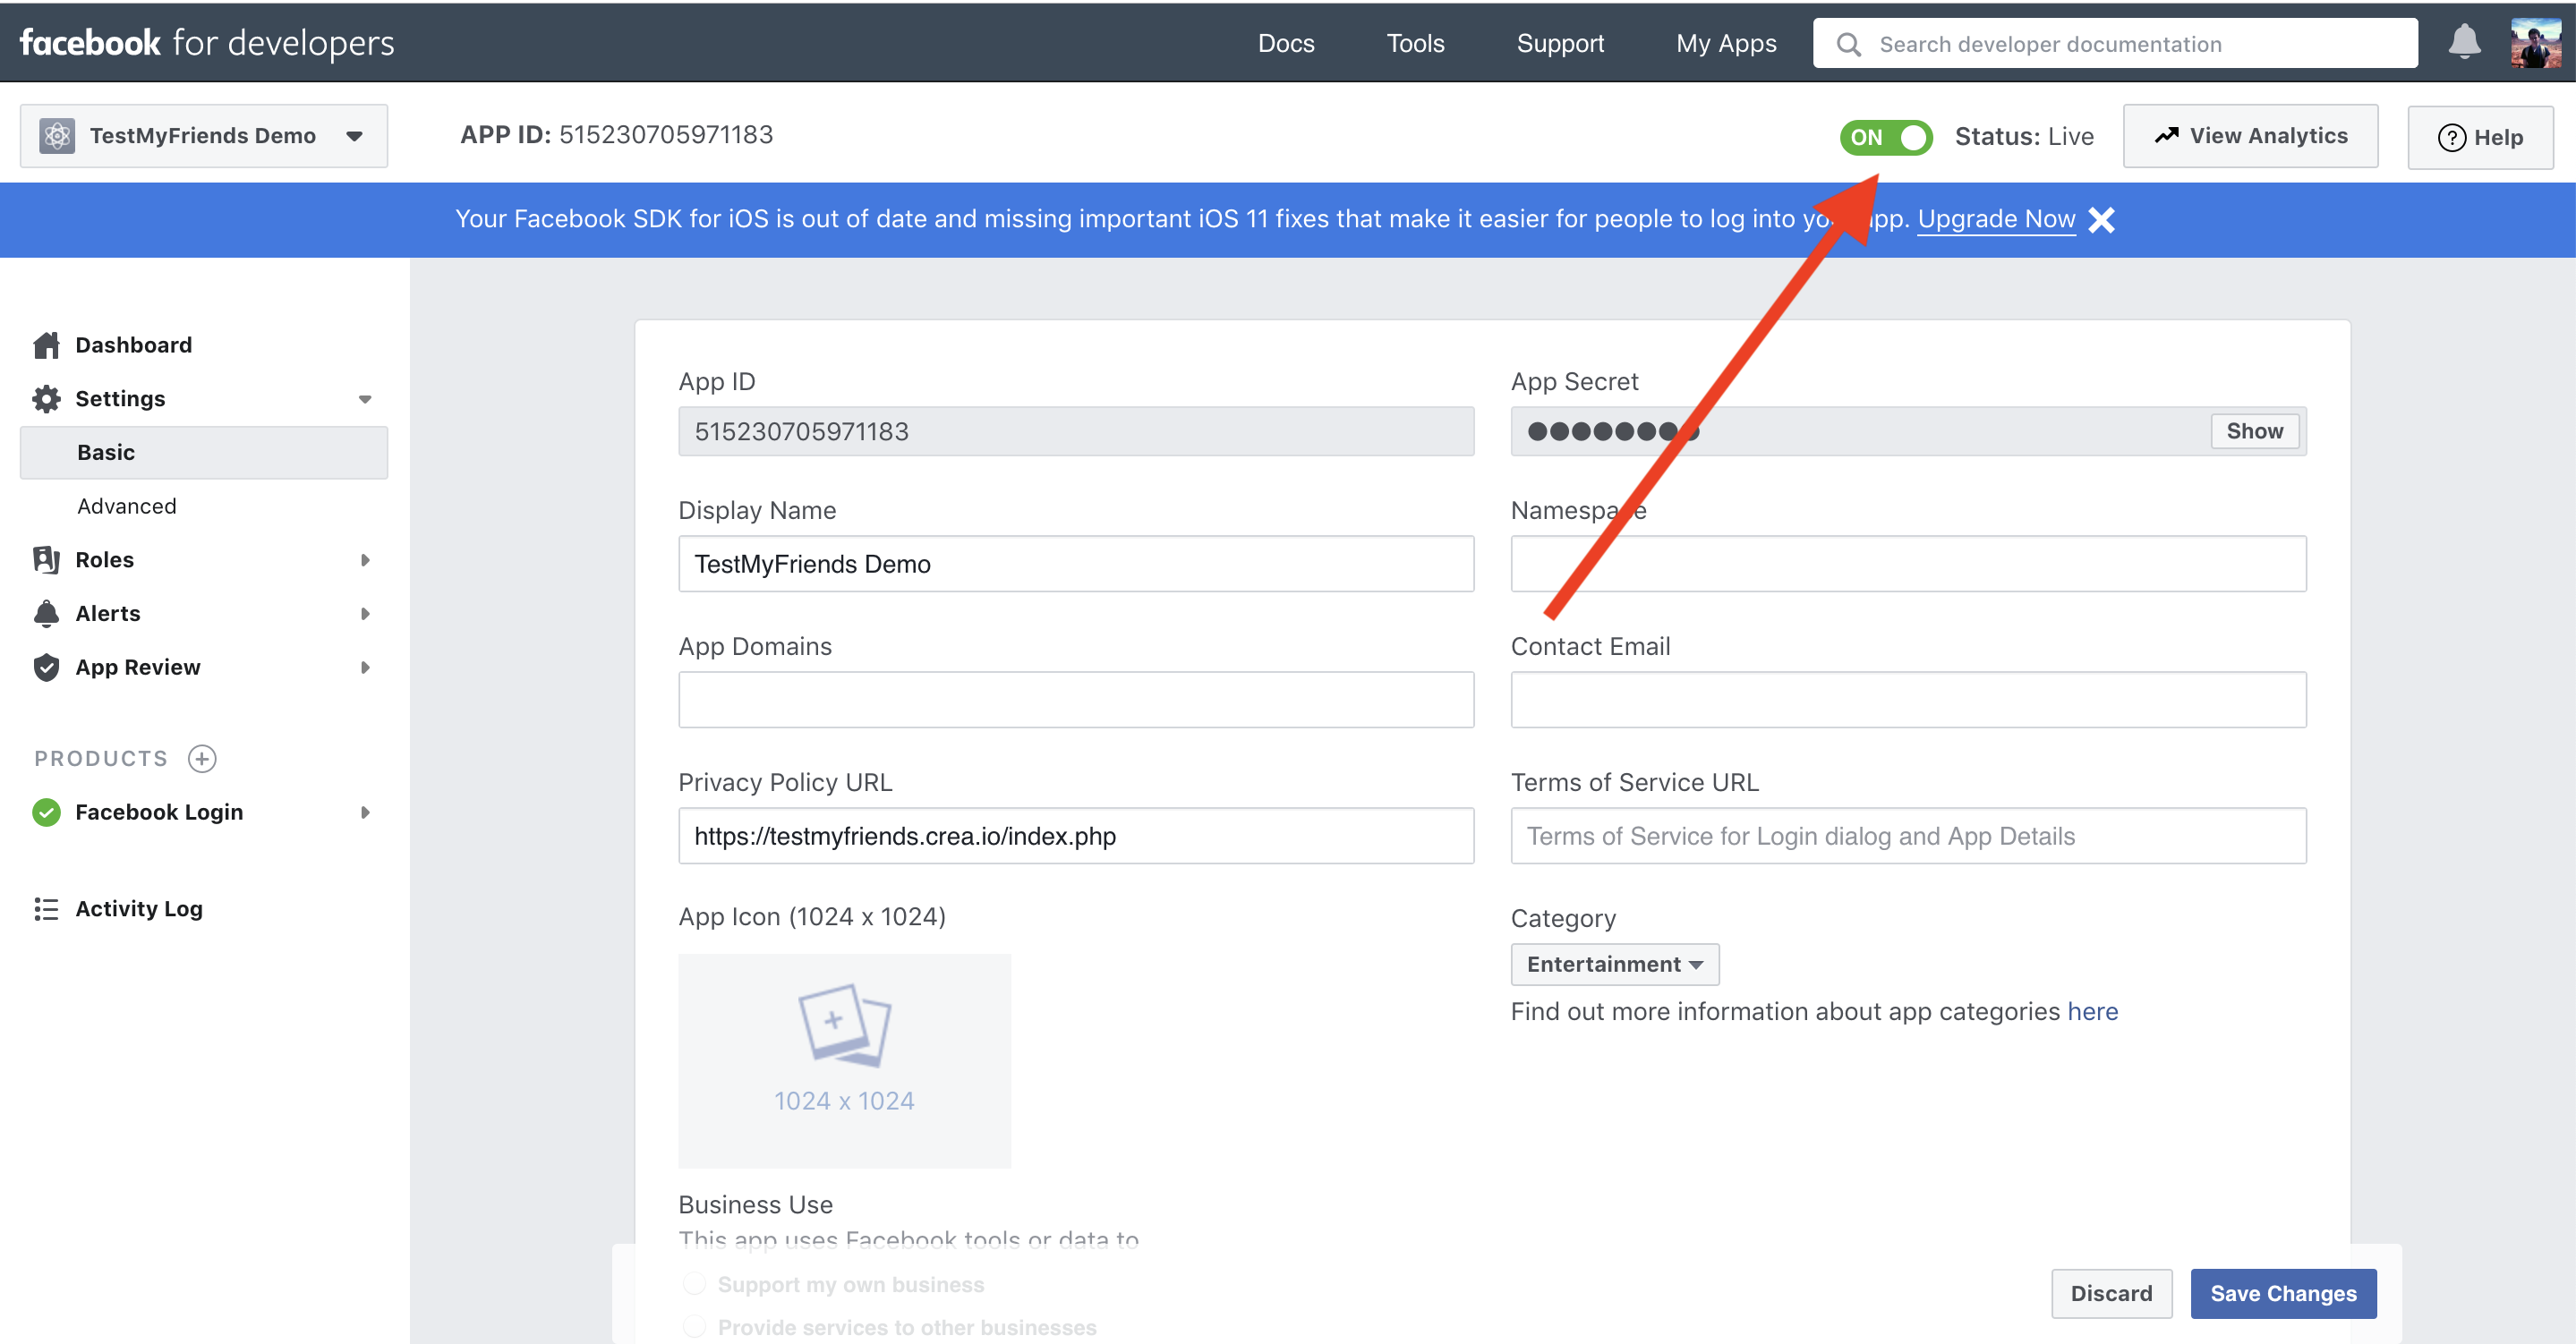 facebook for developers
Docs
Tools
Support
My Apps
Search developer documentation
TestMyFriends Demo
APP ID: 515230705971183
ON
Status: Live
View Analytics
Help
Your Facebook SDK for iOS is out of date and missing important iOS 11 fixes that make it easier for people to log into your app. Upgrade Now
Dashboard
Settings
Basic
Advanced
Roles
Alerts
App Review
PRODUCTS
Facebook Login
Activity Log
App ID
515230705971183
App Secret
Show
Display Name
TestMyFriends Demo
Namespace
App Domains
Contact Email
Privacy Policy URL
https://testmyfriends.crea.io/index.php
Terms of Service URL
Terms of Service for Login dialog and App Details
App Icon (1024 x 1024)
1024 x 1024
Category
Entertainment
Find out more information about app categories here
Business Use
This app uses Facebook tools or data to
Support my own business
Provide services to other businesses
Discard
Save Changes